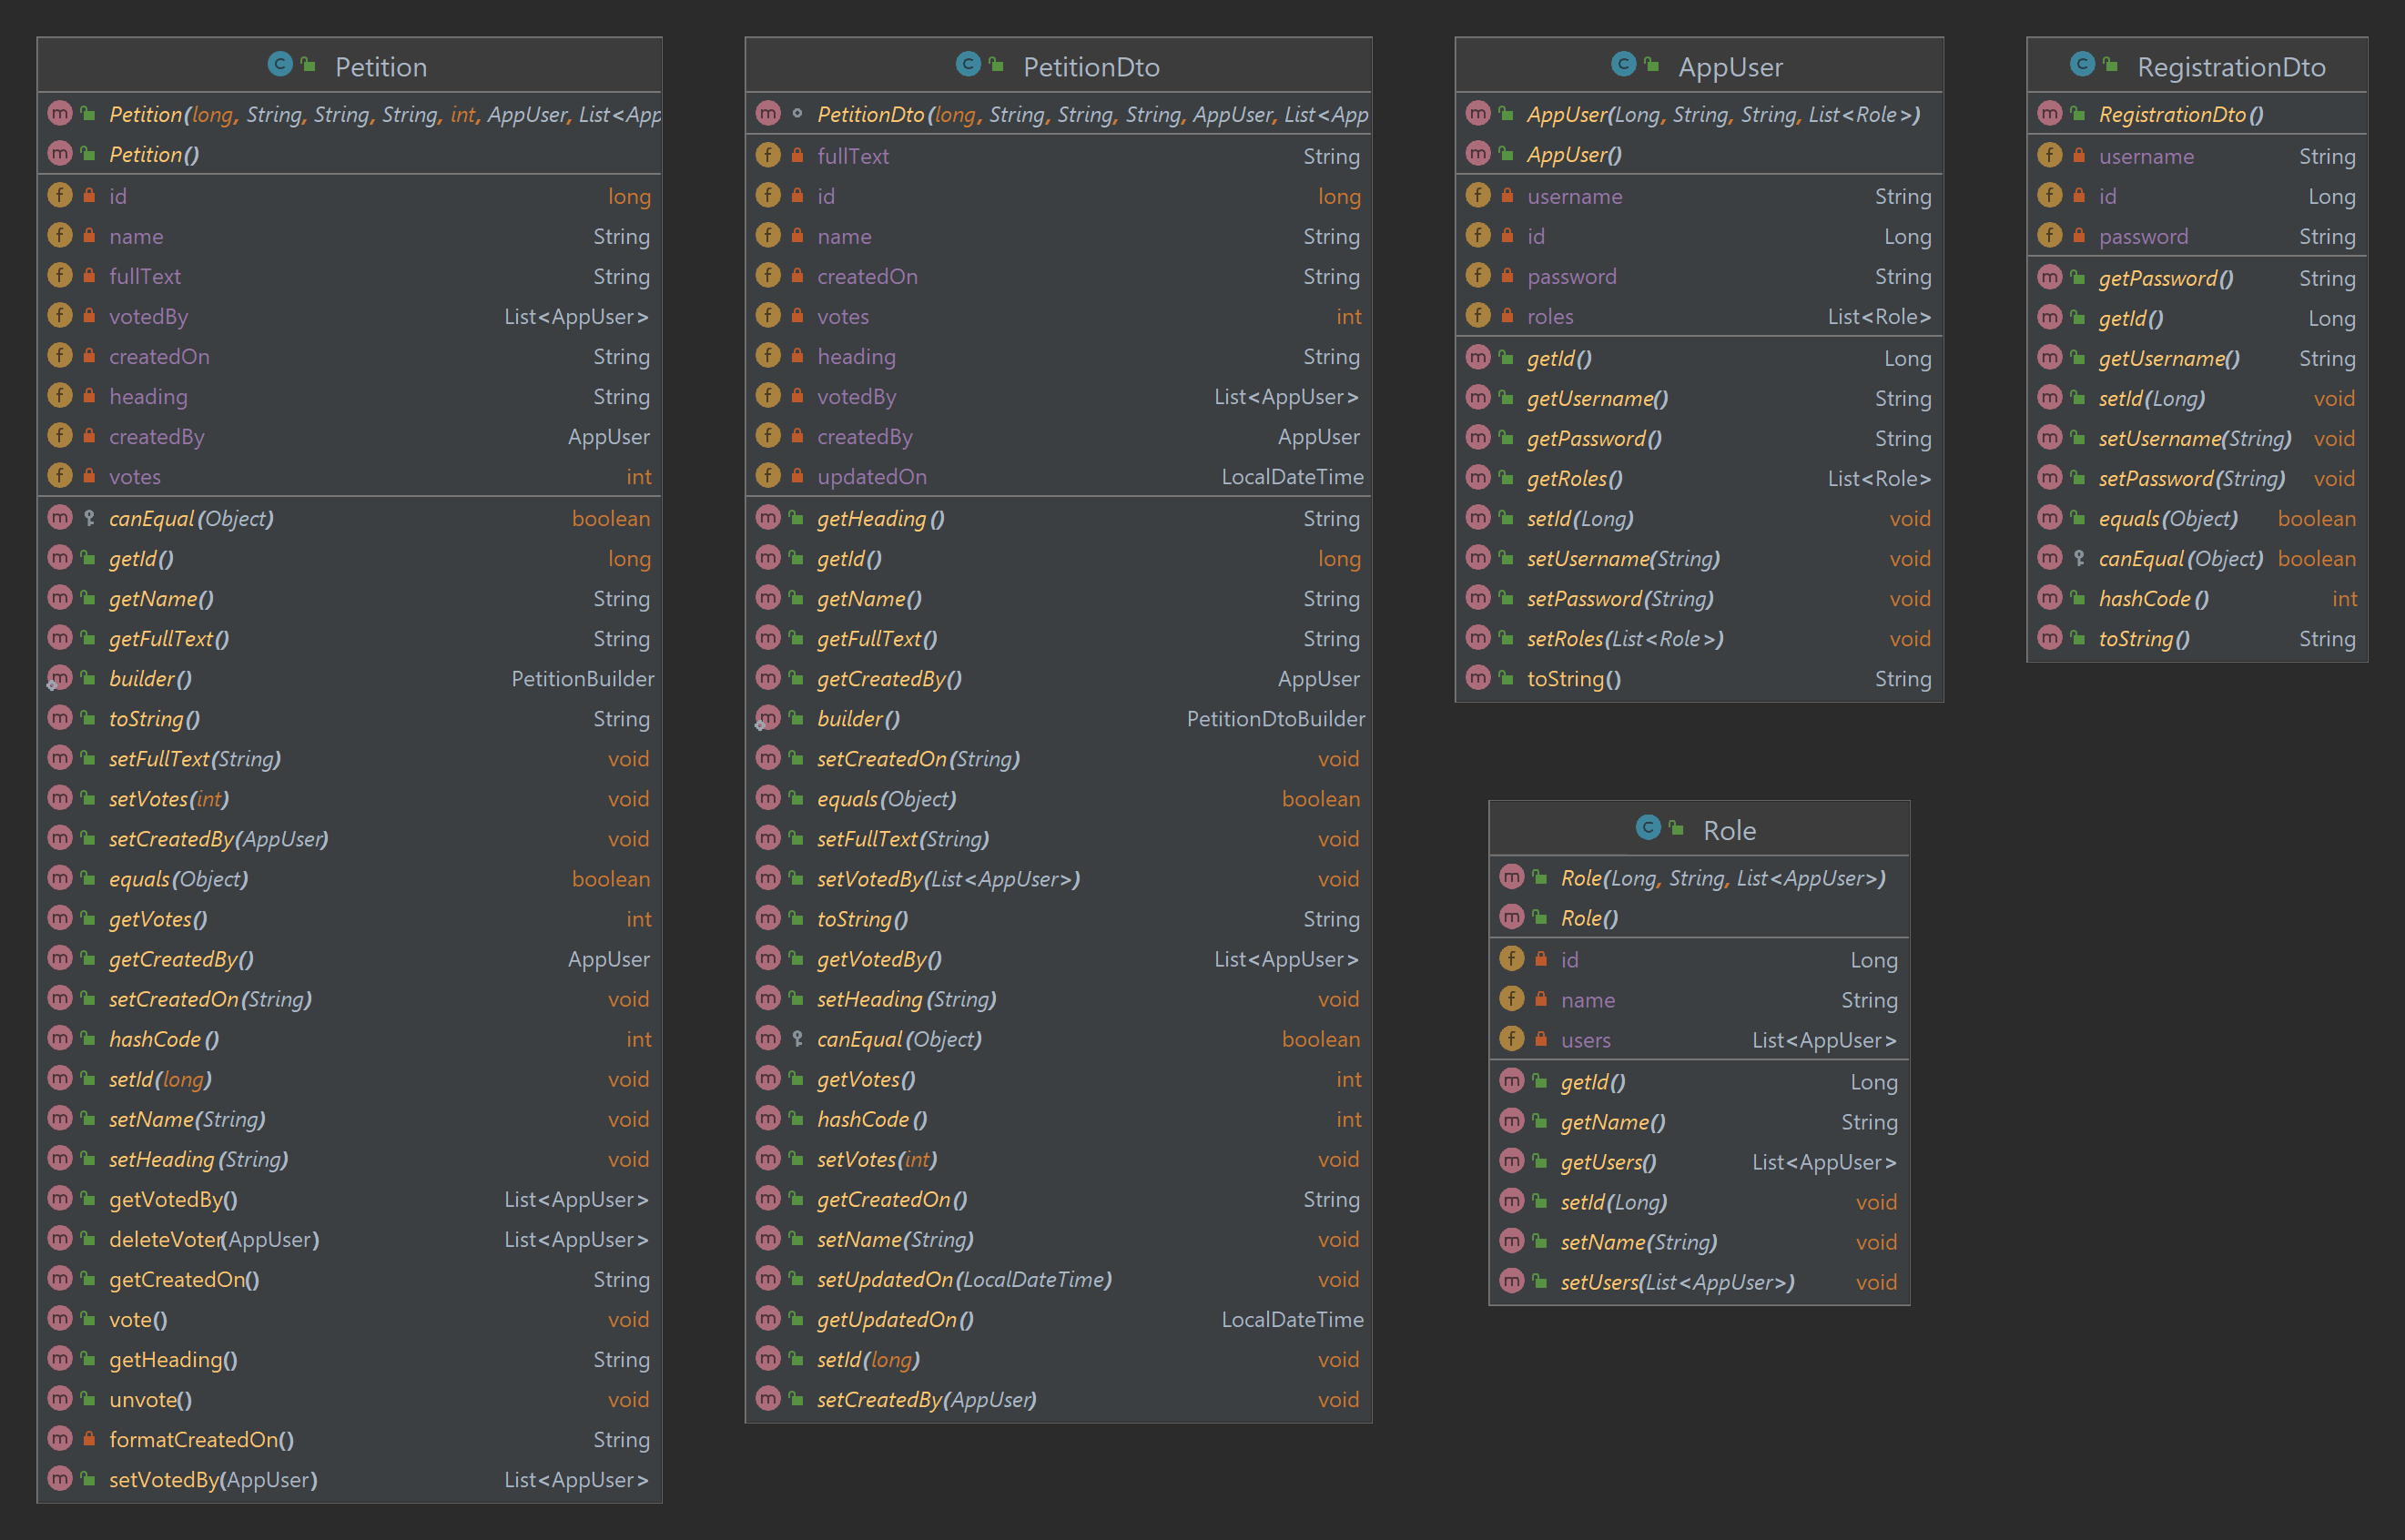 Petition
Petition(long, String, String, String, int, AppUser, List<App
Petition()
id long
name String
fullText String
votedBy List<AppUser>
createdOn String
heading String
createdBy AppUser
votes int
canEqual(Object) boolean
getId() long
getName() String
getFullText() String
builder() PetitionBuilder
toString() String
setFullText(String) void
setVotes(int) void
setCreatedBy(AppUser) void
equals(Object) boolean
getVotes() int
getCreatedBy() AppUser
setCreatedOn(String) void
hashCode() int
setId(long) void
setName(String) void
setHeading(String) void
getVotedBy() List<AppUser>
deleteVoter(AppUser) List<AppUser>
getCreatedOn() String
vote() void
getHeading() String
unvote() void
formatCreatedOn() String
setVotedBy(AppUser) List<AppUser>
PetitionDto
PetitionDto(long, String, String, String, AppUser, List<App
fullText String
id long
name String
createdOn String
votes int
heading String
votedBy List<AppUser>
createdBy AppUser
updatedOn LocalDateTime
getHeading() String
getId() long
getName() String
getFullText() String
getCreatedBy() AppUser
builder() PetitionDtoBuilder
setCreatedOn(String) void
equals(Object) boolean
setFullText(String) void
setVotedBy(List<AppUser>) void
toString() String
getVotedBy() List<AppUser>
setHeading(String) void
canEqual(Object) boolean
getVotes() int
hashCode() int
setVotes(int) void
getCreatedOn() String
setName(String) void
setUpdatedOn(LocalDateTime) void
getUpdatedOn() LocalDateTime
setId(long) void
setCreatedBy(AppUser) void
AppUser
AppUser(Long, String, String, List<Role>)
AppUser()
username String
id Long
password String
roles List<Role>
getId() Long
getUsername() String
getPassword() String
getRoles() List<Role>
setId(Long) void
setUsername(String) void
setPassword(String) void
setRoles(List<Role>) void
toString() String
Role
Role(Long, String, List<AppUser>)
Role()
id Long
name String
users List<AppUser>
getId() Long
getName() String
getUsers() List<AppUser>
setId(Long) void
setName(String) void
setUsers(List<AppUser>) void
RegistrationDto
RegistrationDto()
username String
id Long
password String
getPassword() String
getId() Long
getUsername() String
setId(Long) void
setUsername(String) void
setPassword(String) void
equals(Object) boolean
canEqual(Object) boolean
hashCode() int
toString() String